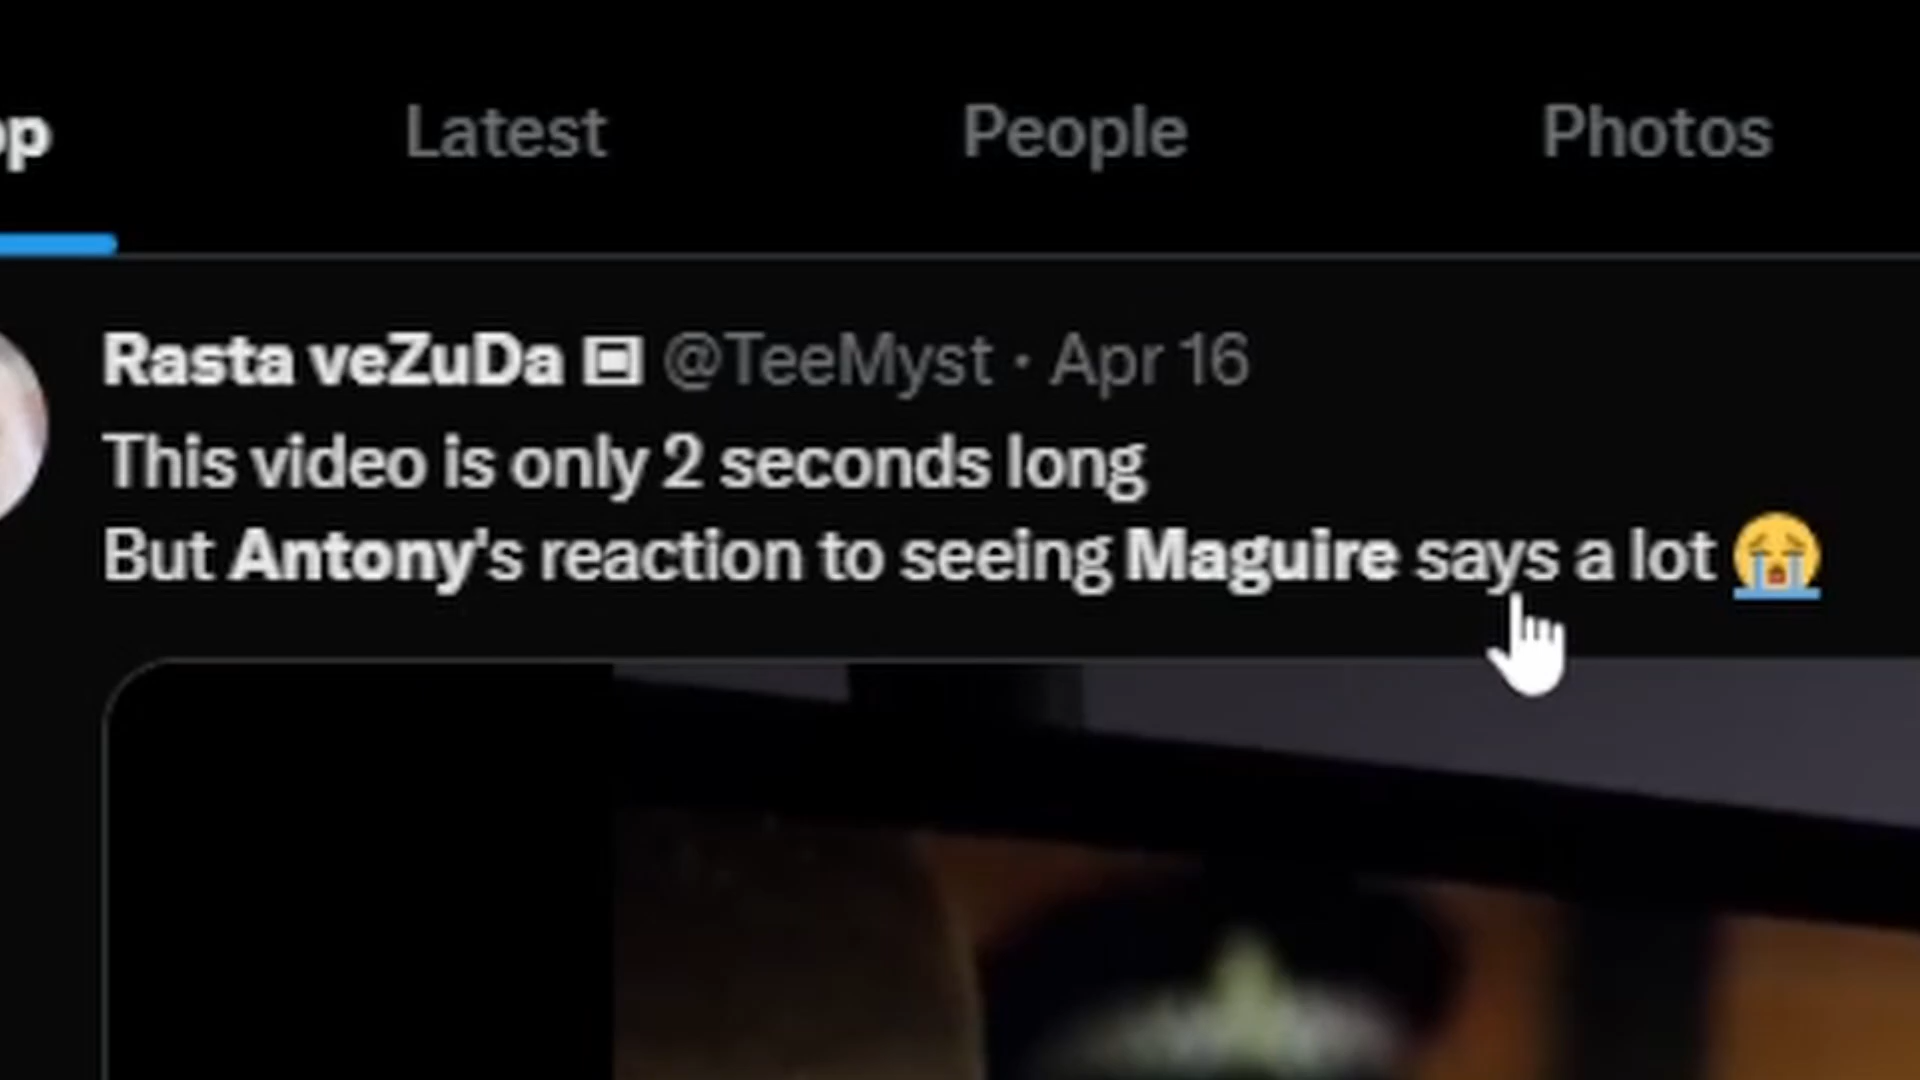 Latest People Photos
Rasta veZuDa @TeeMyst · Apr 16
This video is only 2 seconds long
But Antony's reaction to seeing Maguire says a lot 😭